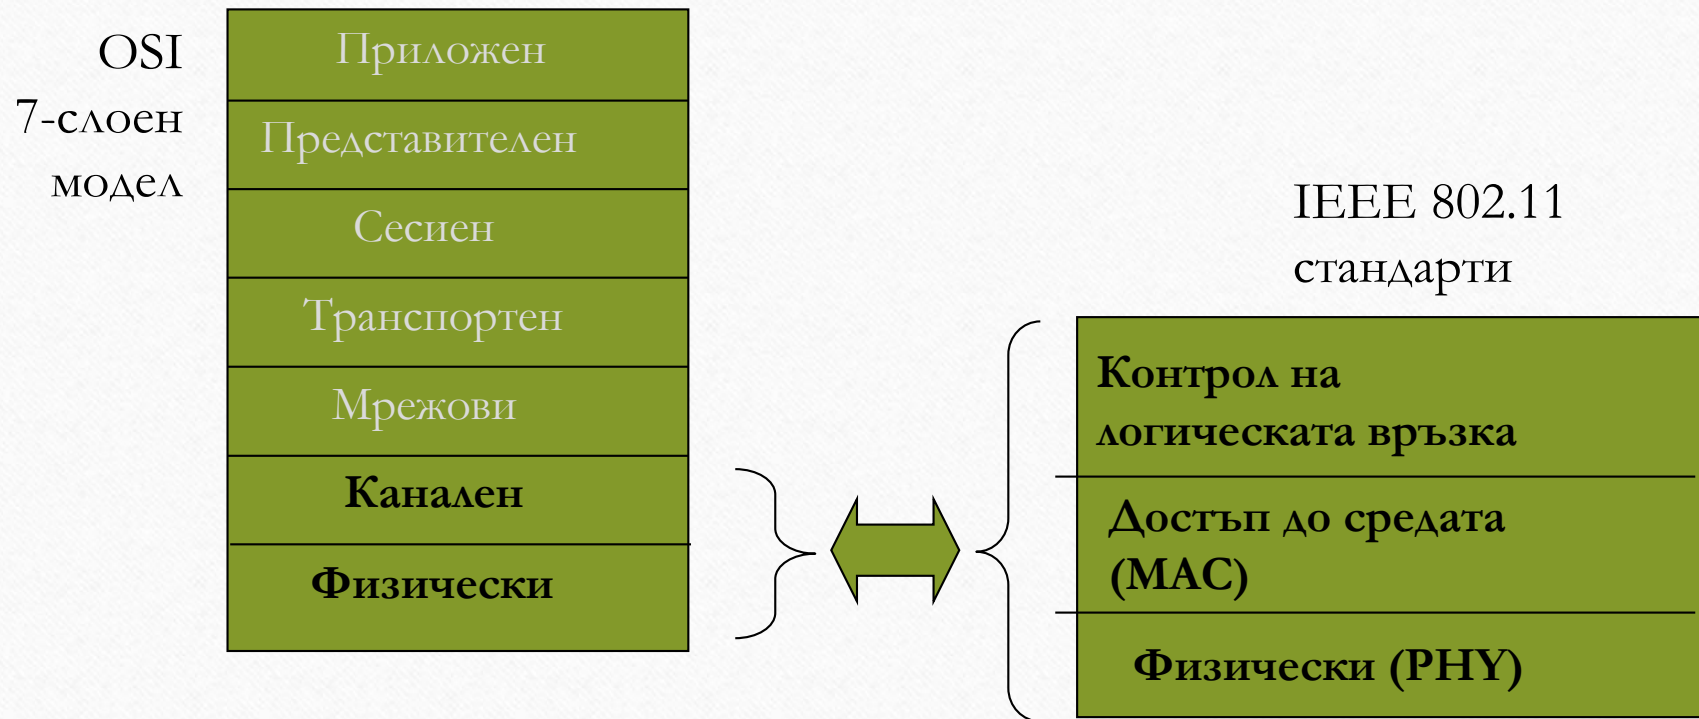 OSI
7-слоен
модел
Приложен
Представителен
Сесиен
Транспортен
Мрежови
Канален
Физически
IEEE 802.11
стандарти
Контрол на
логическата връзка
Достъп до средата
(MAC)
Физически (PHY)